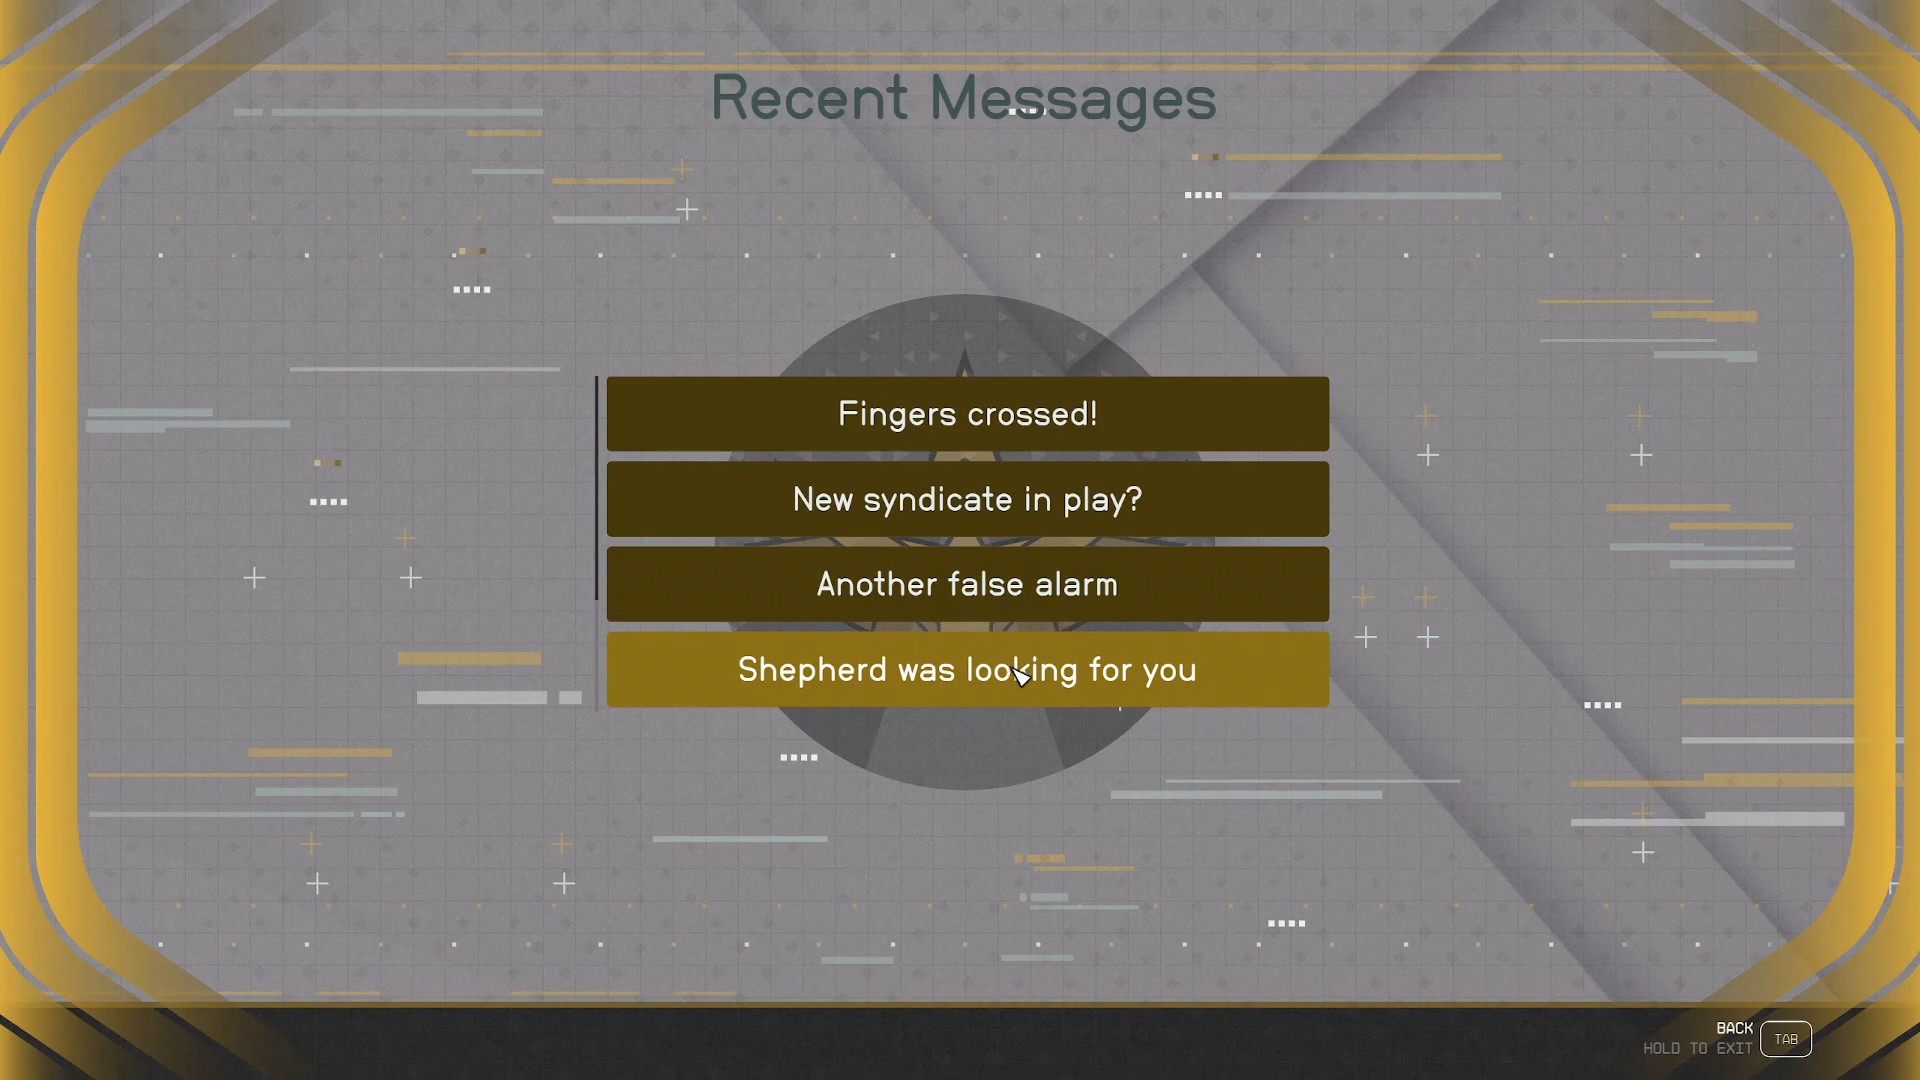 Recent Messages
Fingers crossed!
New syndicate in play?
Another false alarm
Shepherd was looking for you
BACK
HOLD TO EXIT
TAB